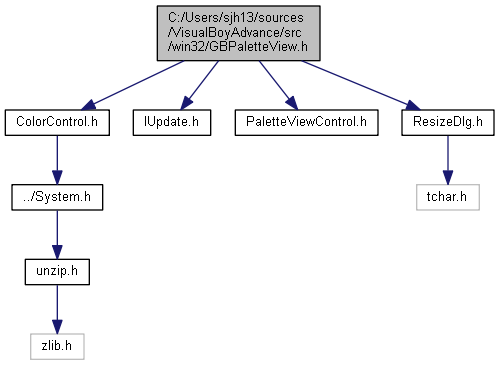 C:/Users/sjh13/sources
/VisualBoyAdvance/src
/win32/GBPaletteView.h
ColorControl.h
IUpdate.h
PaletteViewControl.h
ResizeDlg.h
../System.h
tchar.h
unzip.h
zlib.h